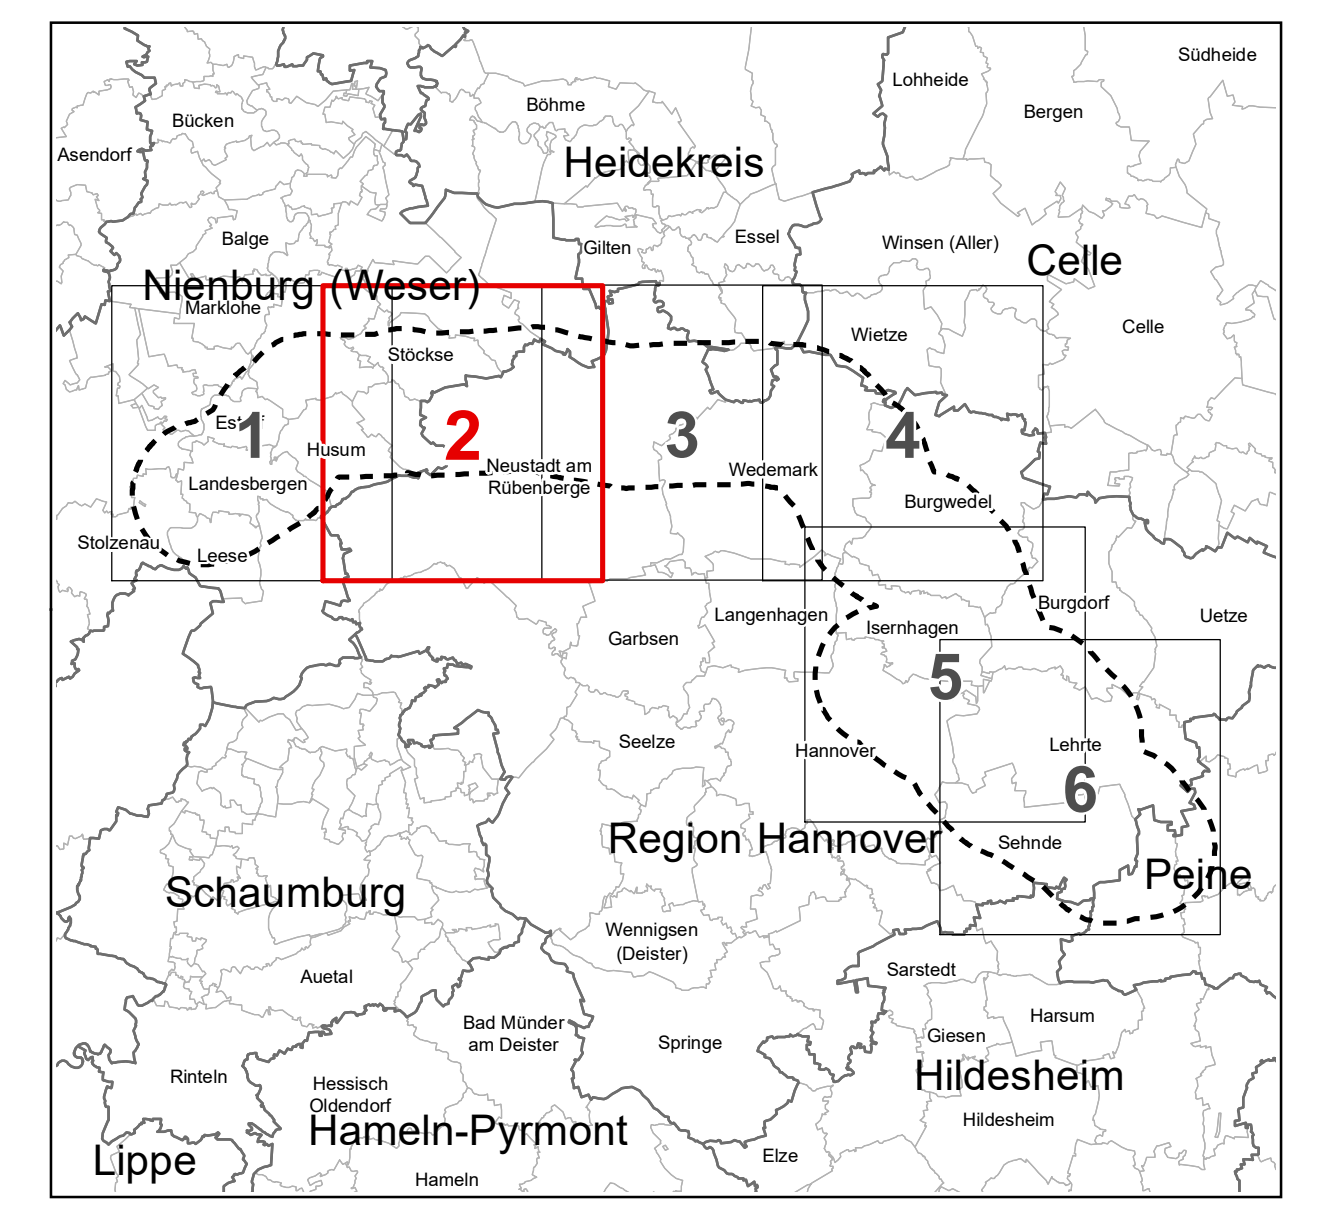 Südheide
Lohheide
Böhme
Bergen
Bücken
Asendorf
Heidekreis
Balge
Gilten
Essel
Winsen (Aller)
Celle
Nienburg (Weser)
Marklohe
Celle
Wietze
Stöckse
1
2
3
4
Husum
Neustadt am
Rübenberge
Wedemark
Landesbergen
Burgwedel
Stolzenau
Leese
Burgdorf
Langenhagen
Uetze
Isernhagen
Garbsen
5
Seelze
Hannover
Lehrte
6
Region Hannover
Sehnde
Peine
Schaumburg
Wennigsen
(Deister)
Sarstedt
Auetal
Harsum
Bad Münder
am Deister
Giesen
Springe
Rinteln
Hessisch
Oldendorf
Hildesheim
Hildesheim
Hameln-Pyrmont
Lippe
Elze
Hameln